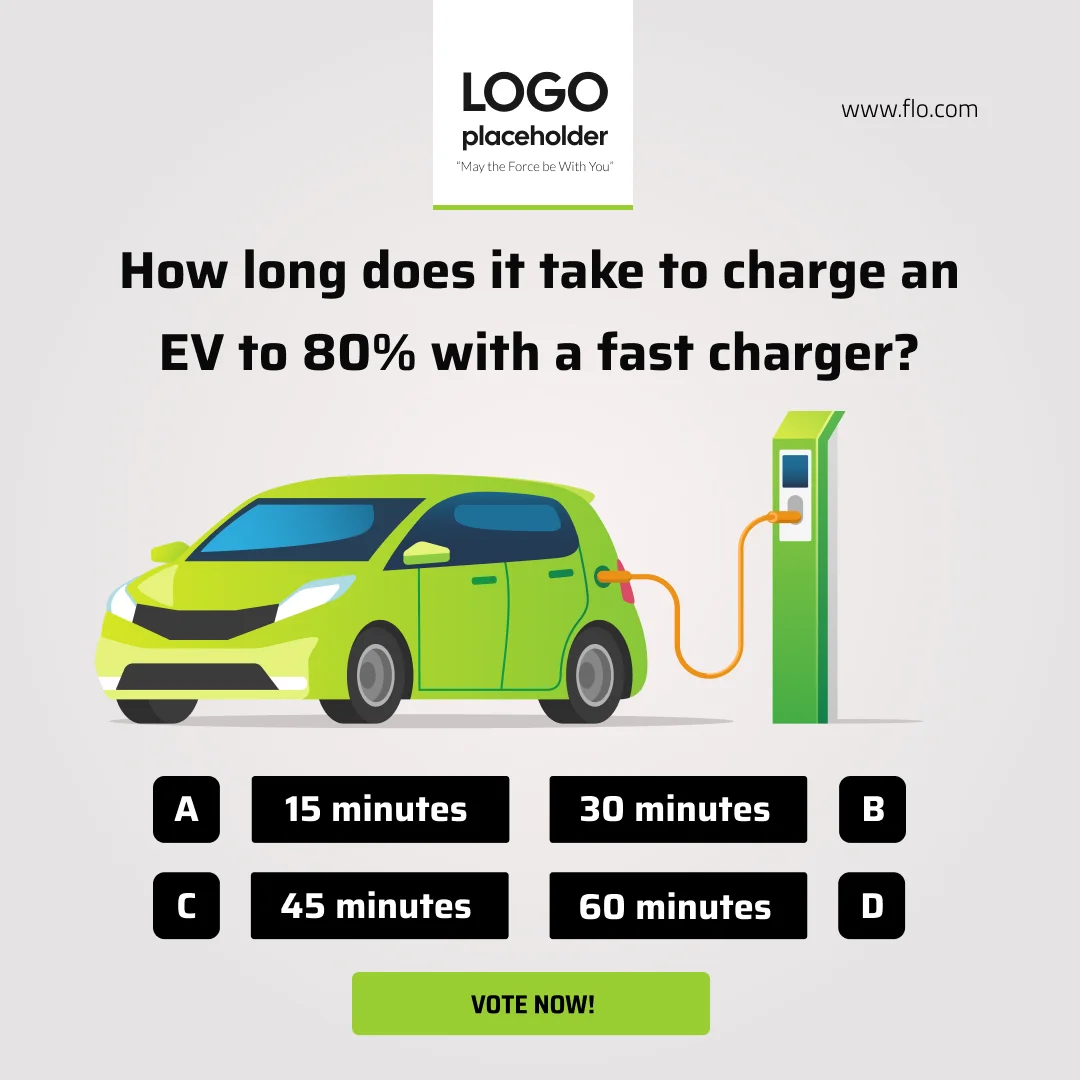 LOGO
placeholder
“May the Force be With You”
www.flo.com
How long does it take to charge an
EV to 80% with a fast charger?
A 15 minutes 30 minutes B
C 45 minutes 60 minutes D
VOTE NOW!